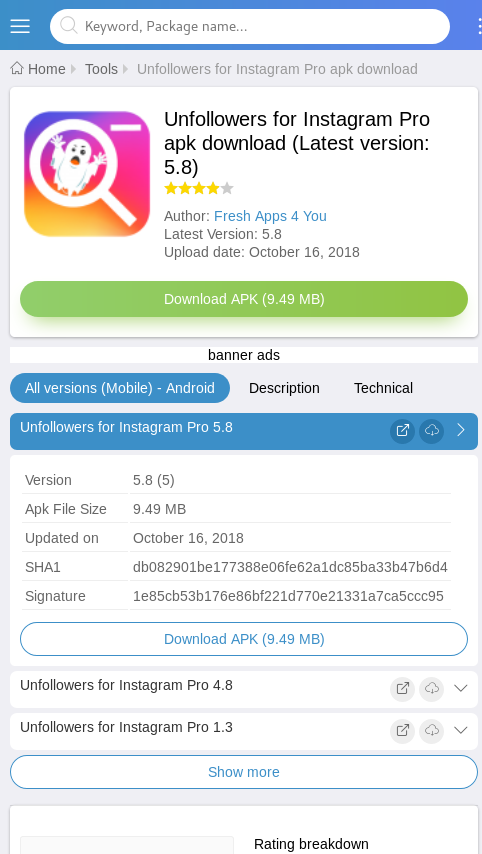 Keyword, Package name...
Home Tools Unfollowers for Instagram Pro apk download
Unfollowers for Instagram Pro
apk download (Latest version:
5.8)
Author: Fresh Apps 4 You
Latest Version: 5.8
Upload date: October 16, 2018
Download APK (9.49 MB)
banner ads
All versions (Mobile) - Android Description Technical
Unfollowers for Instagram Pro 5.8
Version 5.8 (5)
Apk File Size 9.49 MB
Updated on October 16, 2018
SHA1 db082901be177388e06fe62a1dc85ba33b47b6d4
Signature 1e85cb53b176e86bf221d770e21331a7ca5ccc95
Download APK (9.49 MB)
Unfollowers for Instagram Pro 4.8
Unfollowers for Instagram Pro 1.3
Show more
Rating breakdown